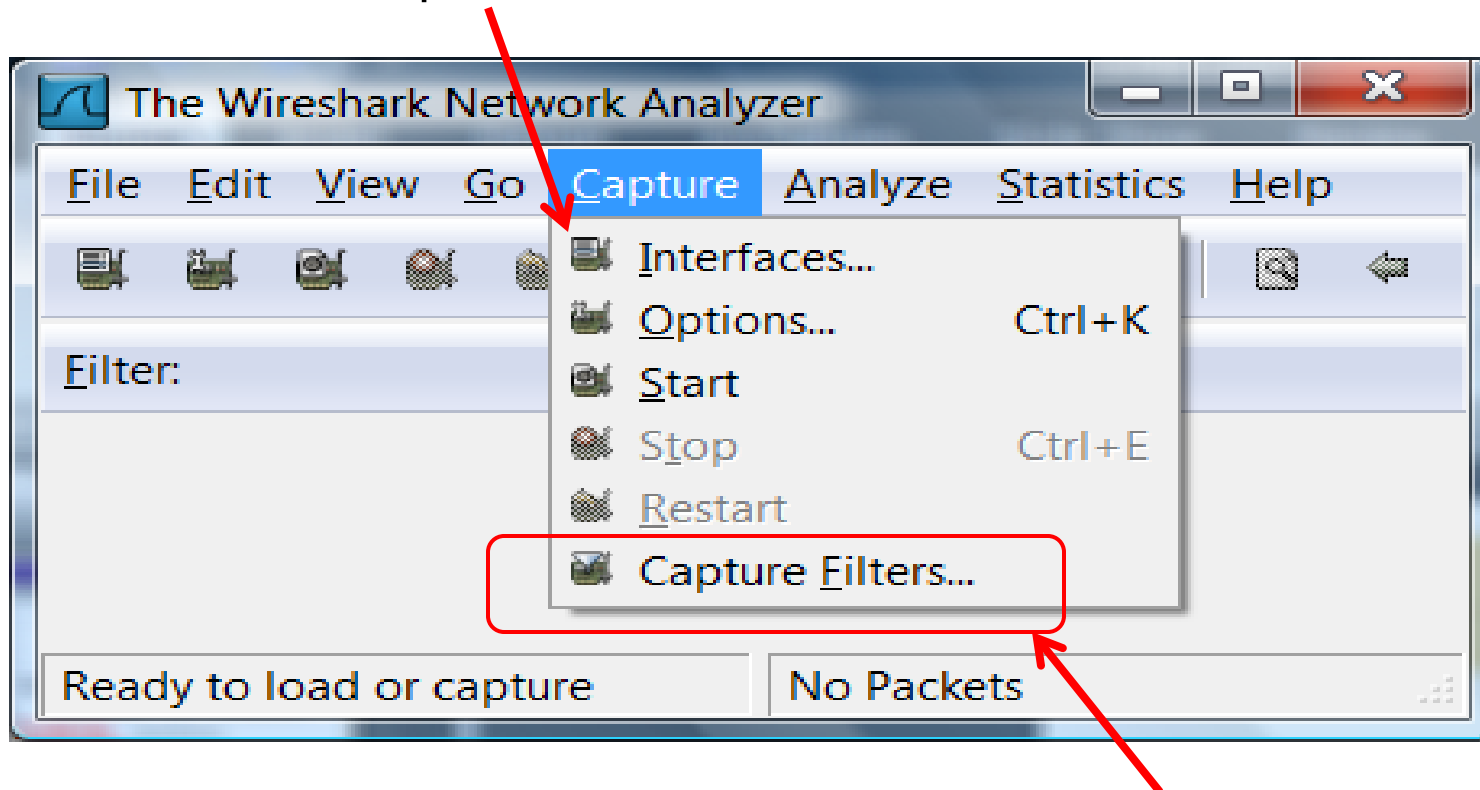 The Wireshark Network Analyzer
File Edit View Go Capture Analyze Statistics Help
Interfaces...
Options... Ctrl+K
Filter:
Start
Stop Ctrl+E
Restart
Capture Filters...
Ready to load or capture No Packets